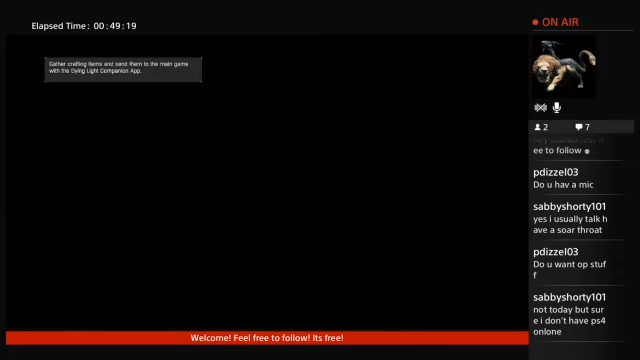 Elapsed Time: 00:49:19
Gather crafting items and send them to the main game
with the Dying Light Companion App.
ON AIR
2 7
ee to follow
pdizzel03
Do u hav a mic
sabbyshorty101
yes i usually talk h
ave a soar throat
pdizzel03
Do u want op stuf
f
sabbyshorty101
not today but sur
e i don't have ps4
onlone
Welcome! Feel free to follow! Its free!